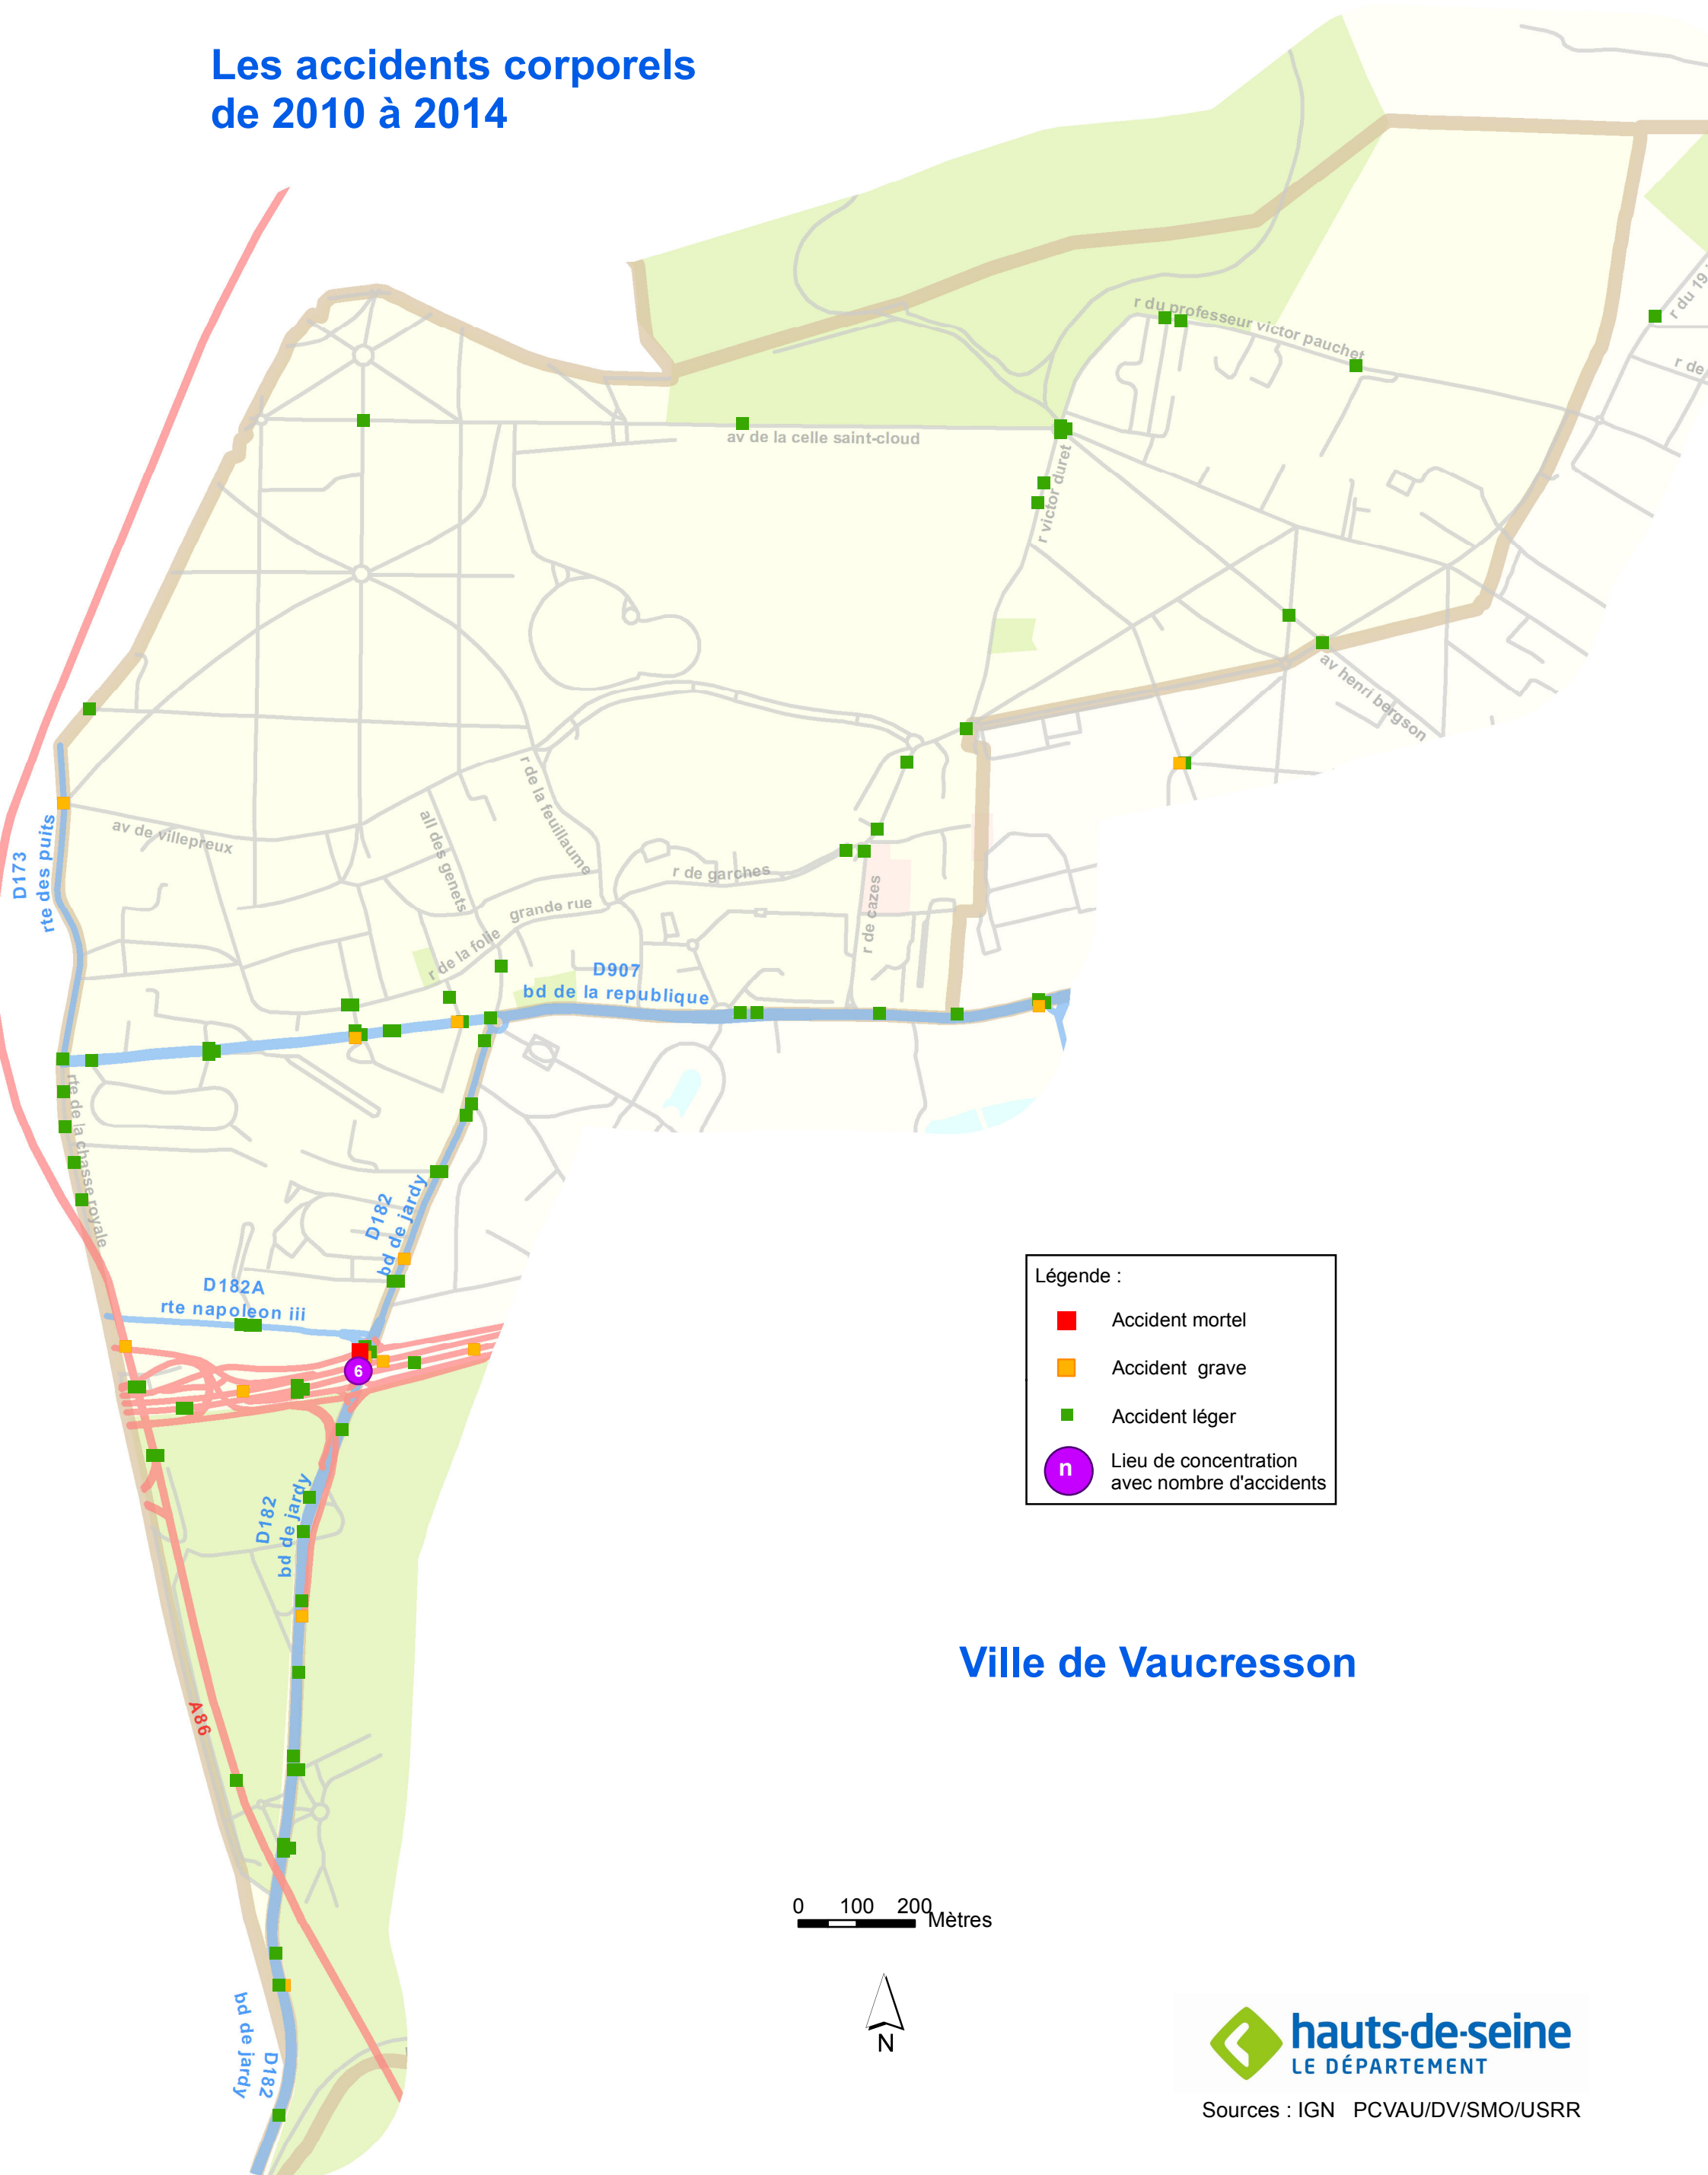 Les accidents corporels
de 2010 à 2014
r du 19
r du professeur victor pauchet
r de
av de la celle saint-cloud
r victor duret
av henri bergson
r de la feuillaume
all des genets
av de villepreux
D173
rte des puits
r de garches
grande rue
r de cazes
r de la folie
D907
bd de la republique
rte de la chasse royale
D182
bd de jardy
D182A
rte napoleon iii
6
Légende :
Accident mortel
Accident grave
Accident léger
n
Lieu de concentration
avec nombre d'accidents
D182
bd de jardy
Ville de Vaucresson
A86
0 100 200
Mètres
N
bd de jardy
D182
hauts-de-seine
LE DÉPARTEMENT
Sources : IGN PCVAU/DV/SMO/USRR